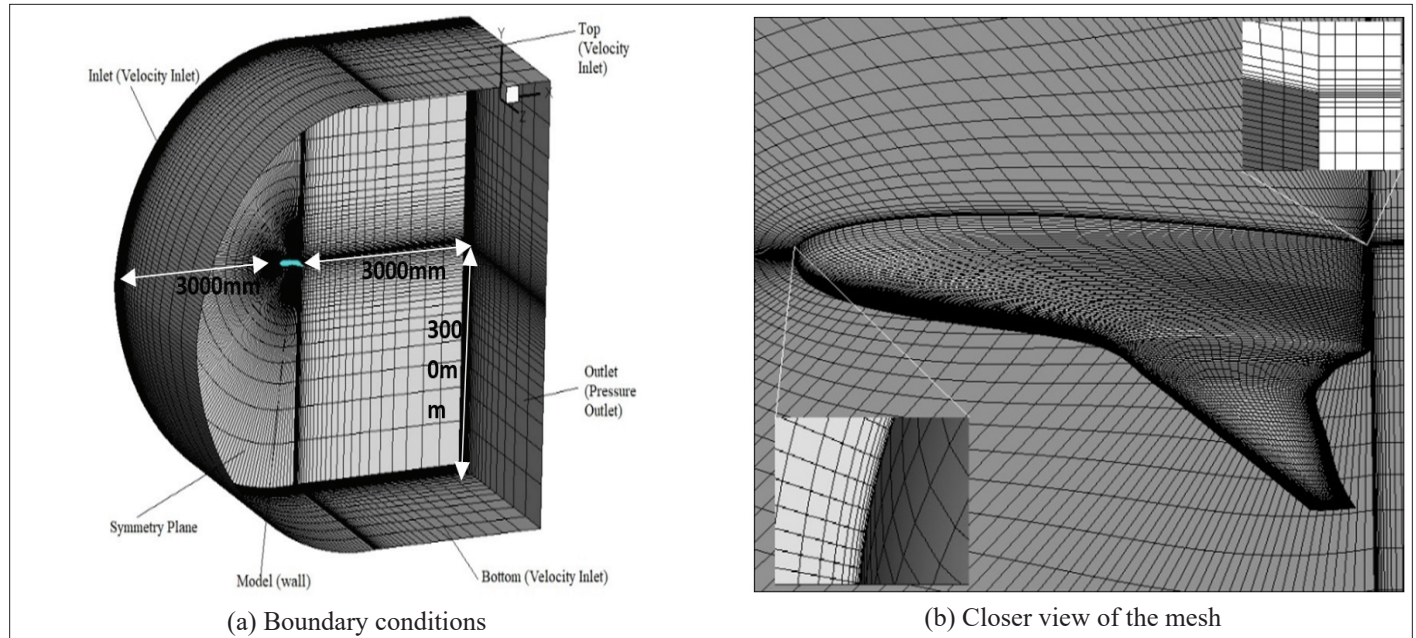 Top
(Velocity
Inlet)
Y
X
Z
Inlet (Velocity Inlet)
3000mm
3000mm
300
0m
m
Outlet
(Pressure
Outlet)
Symmetry Plane
Model (wall)
Bottom (Velocity Inlet)
(a) Boundary conditions
(b) Closer view of the mesh